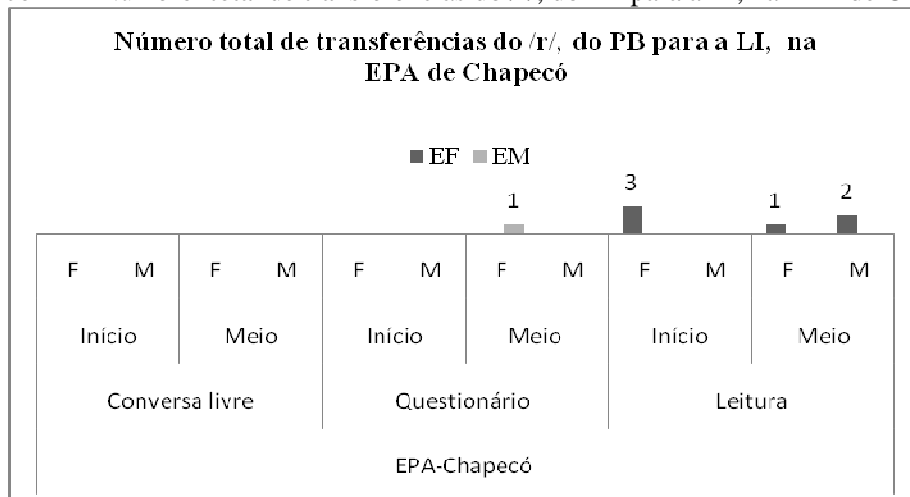 Número total de transferências do /r/, do PB para a LI, na
EPA de Chapecó
EF EM
1 3 1 2
F M F M F M F M F M F M
Início Meio Início Meio Início Meio
Conversa livre Questionário Leitura
EPA-Chapecó